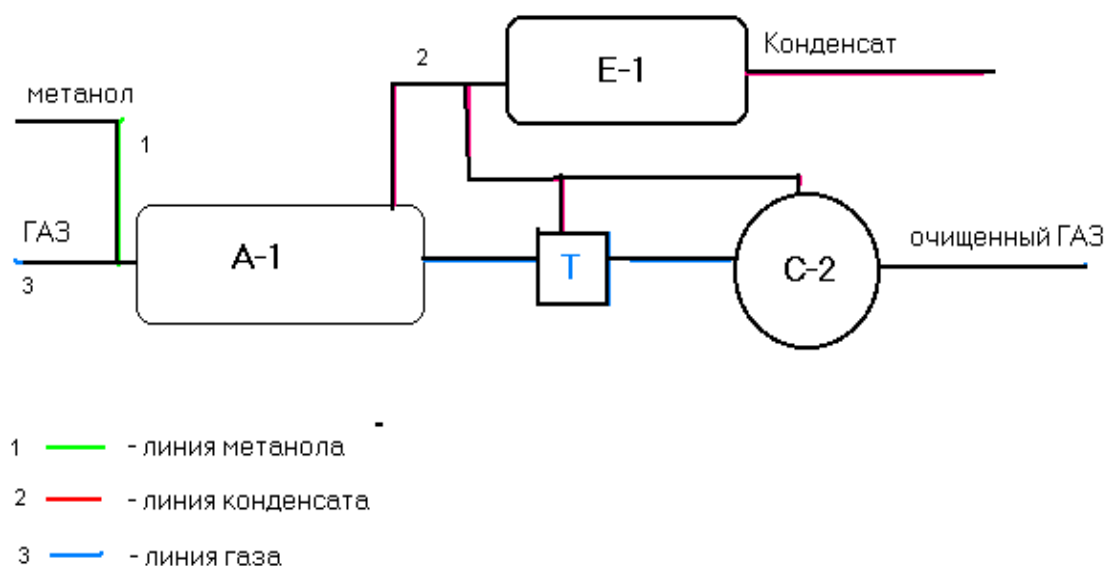 2
Конденсат
E-1
метанол
1
ГАЗ
3
A-1
T
C-2
очищенный ГАЗ
1 - линия метанола
2 - линия конденсата
3 - линия газа